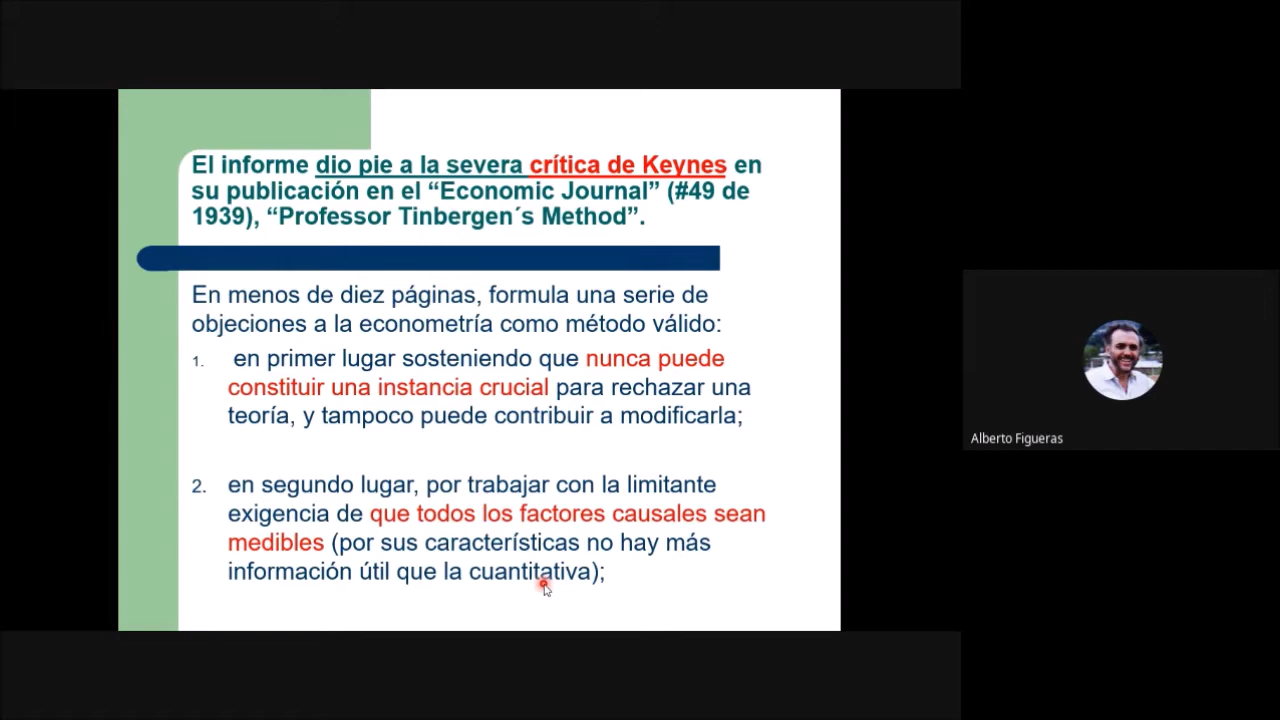 El informe dio pie a la severa crítica de Keynes en
su publicación en el “Economic Journal” (#49 de
1939), “Professor Tinbergen´s Method”.
En menos de diez páginas, formula una serie de
objeciones a la econometría como método válido:
1. en primer lugar sosteniendo que nunca puede
constituir una instancia crucial para rechazar una
teoría, y tampoco puede contribuir a modificarla;
2. en segundo lugar, por trabajar con la limitante
exigencia de que todos los factores causales sean
medibles (por sus características no hay más
información útil que la cuantitativa);
Alberto Figueras